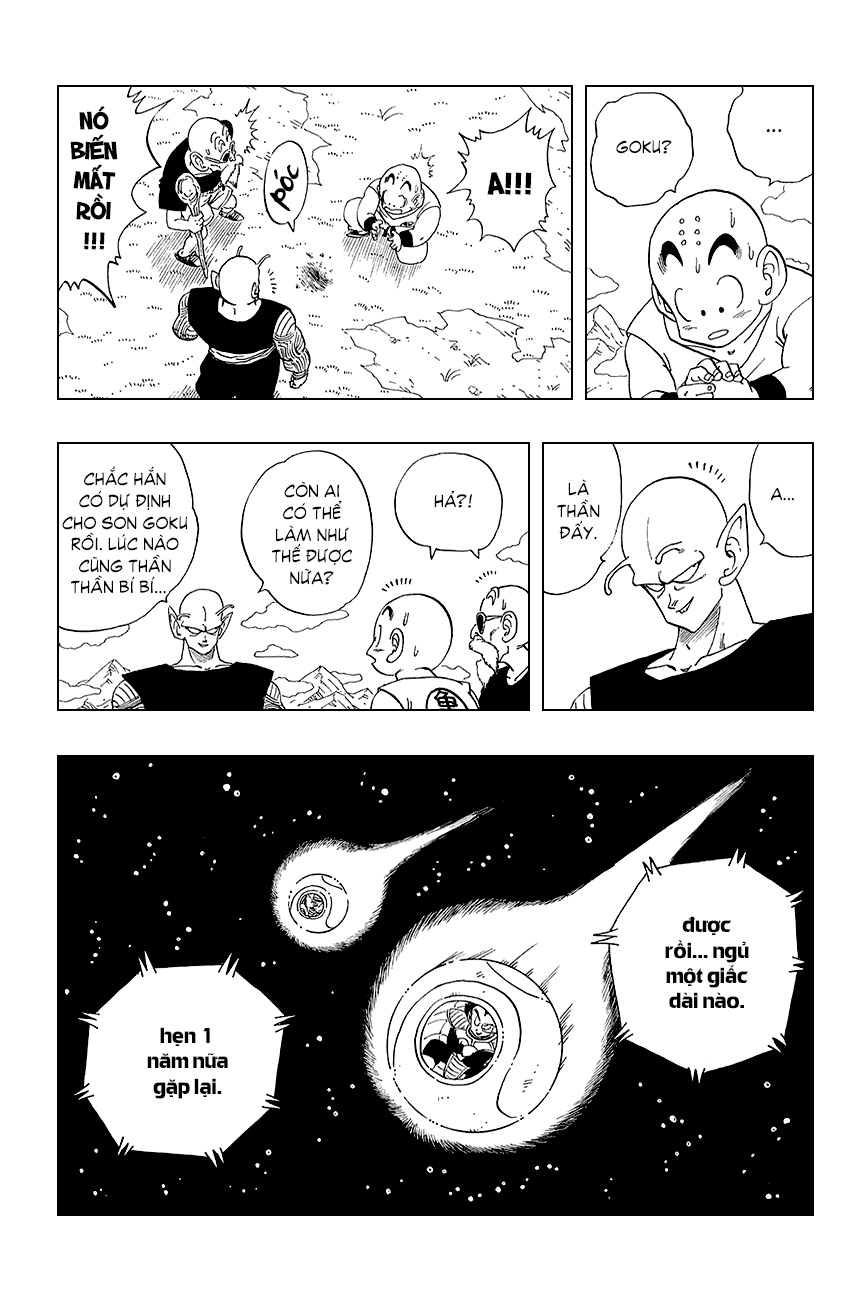 ...
GOKU?
A!!!
PÓC
NÓ
BIẾN
MẤT
RỒI
!!!
A...
LÀ
THẦN
ĐẤY.
HẢ?!
CÒN AI
CÓ THỂ
LÀM NHƯ
THẾ ĐƯỢC
NỮA?
CHẮC HẮN
CÓ DỰ ĐỊNH
CHO SON GOKU
RỒI. LÚC NÀO
CŨNG THẦN
THẦN BÍ BÍ...
亀
được
rồi... ngủ
một giấc
dài nào.
hẹn 1
năm nữa
gặp lại.